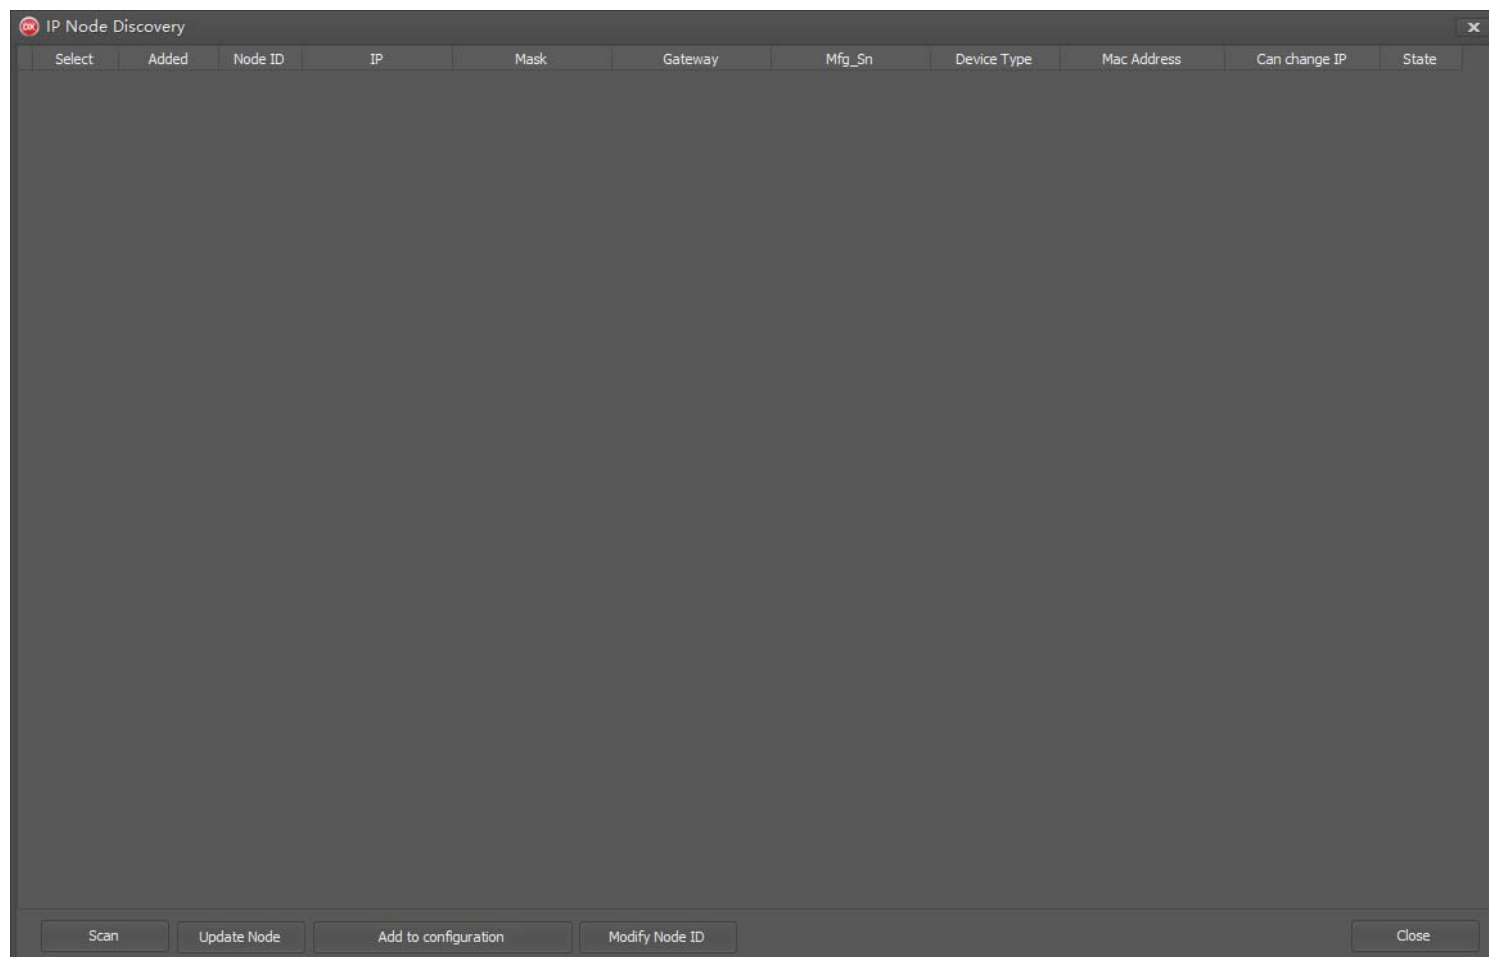 DX IP Node Discovery x
Select Added Node ID IP Mask Gateway Mfg_Sn Device Type Mac Address Can change IP State
Scan Update Node Add to configuration Modify Node ID Close